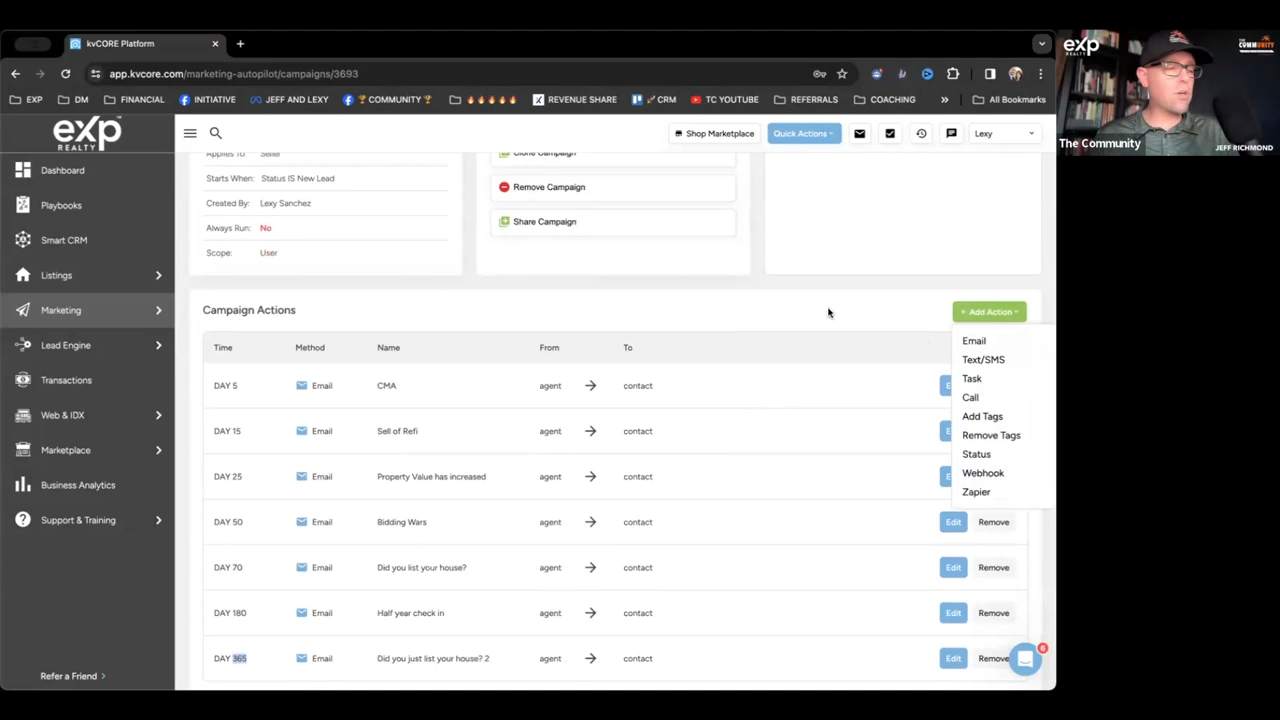 kvCORE Platform
app.kvcore.com/marketing-autopilot/campaigns/3693
EXP
DM
FINANCIAL
INITIATIVE
JEFF AND LEXY
🏆COMMUNITY🏆
🔥🔥🔥🔥🔥
REVENUE SHARE
🚀CRM
TC YOUTUBE
REFERRALS
COACHING
»
All Bookmarks
exp
REALTY
Shop Marketplace
Quick Actions
Lexy
Dashboard
Playbooks
Smart CRM
Listings
Marketing
Lead Engine
Transactions
Web & IDX
Marketplace
Business Analytics
Support & Training
Refer a Friend
Applies To: Seller
Starts When: Status IS New Lead
Created By: Lexy Sanchez
Always Run: No
Scope: User
Clone Campaign
Remove Campaign
Share Campaign
Campaign Actions
+ Add Action
Time Method Name From To
DAY 5 Email CMA agent → contact
DAY 15 Email Sell of Refi agent → contact
DAY 25 Email Property Value has increased agent → contact
DAY 50 Email Bidding Wars agent → contact Edit Remove
DAY 70 Email Did you list your house? agent → contact Edit Remove
DAY 180 Email Half year check in agent → contact Edit Remove
DAY 365 Email Did you just list your house? 2 agent → contact Edit Remove
Email
Text/SMS
Task
Call
Add Tags
Remove Tags
Status
Webhook
Zapier
6
exp
REALTY
THE COMMUNITY
The Community
JEFF RICHMOND